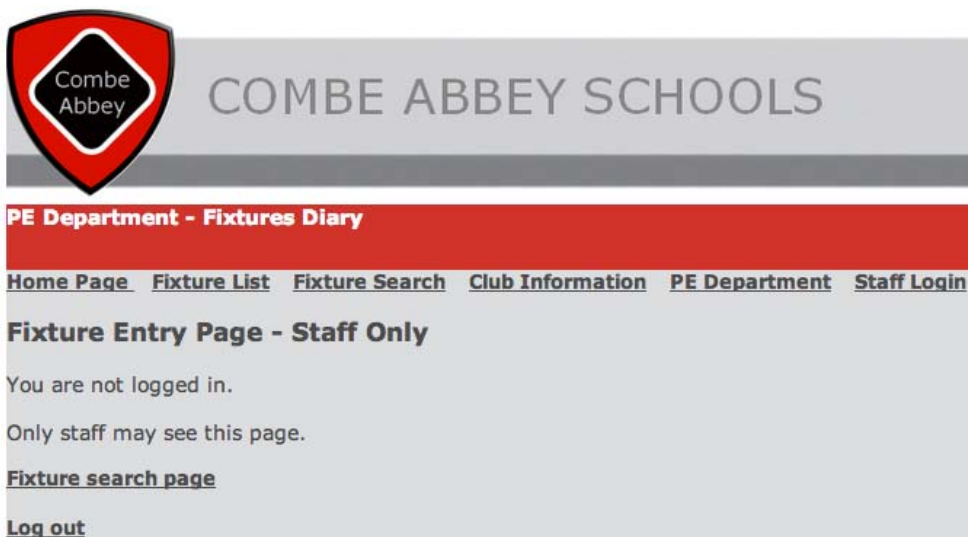 Combe
Abbey
COMBE ABBEY SCHOOLS
PE Department - Fixtures Diary
Home Page Fixture List Fixture Search Club Information PE Department Staff Login
Fixture Entry Page - Staff Only
You are not logged in.
Only staff may see this page.
Fixture search page
Log out